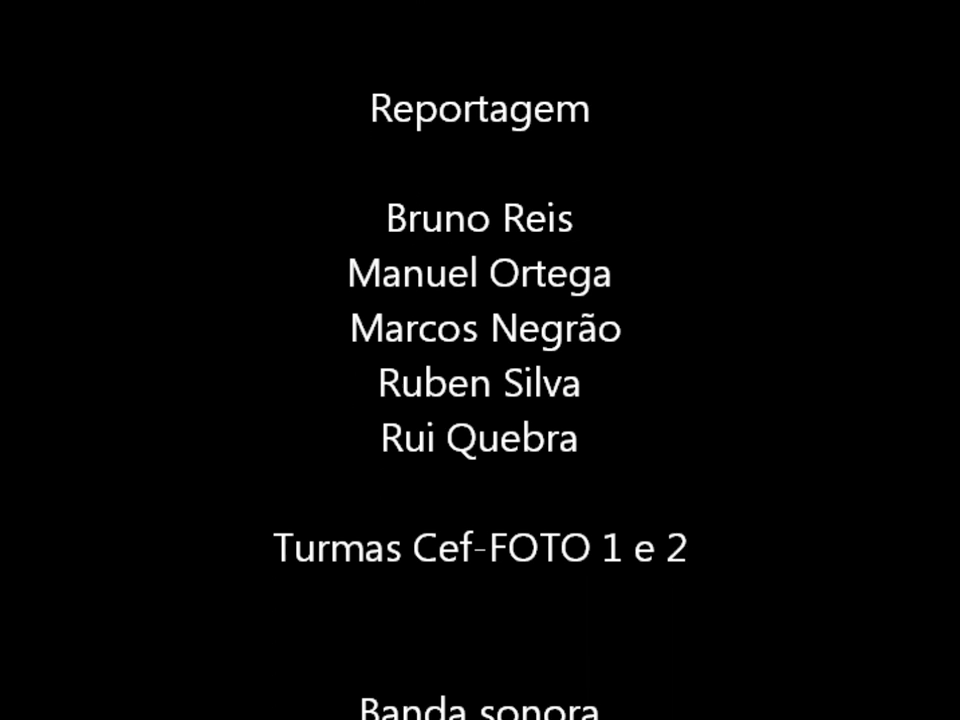 Reportagem
Bruno Reis
Manuel Ortega
Marcos Negrão
Ruben Silva
Rui Quebra
Turmas Cef-FOTO 1 e 2
Banda sonora